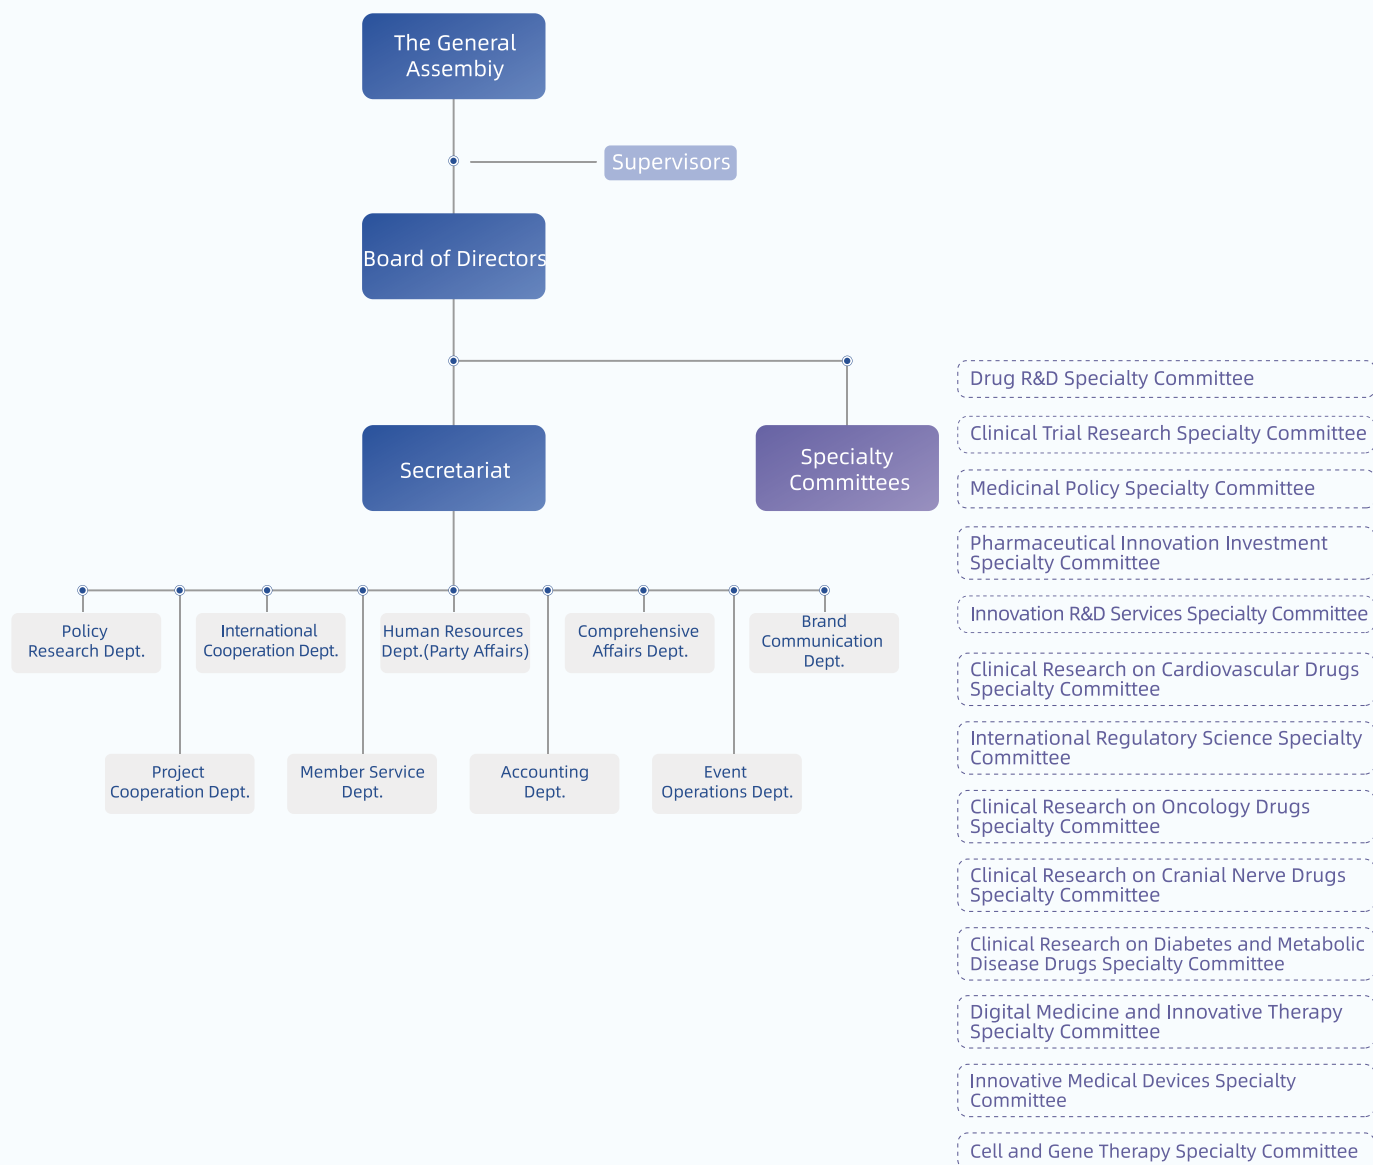 The General
Assembiy
Supervisors
Board of Directors
Secretariat
Specialty
Committees
Policy
Research Dept.
International
Cooperation Dept.
Human Resources
Dept.(Party Affairs)
Comprehensive
Affairs Dept.
Brand
Communication
Dept.
Project
Cooperation Dept.
Member Service
Dept.
Accounting
Dept.
Event
Operations Dept.
Drug R&D Specialty Committee
Clinical Trial Research Specialty Committee
Medicinal Policy Specialty Committee
Pharmaceutical Innovation Investment
Specialty Committee
Innovation R&D Services Specialty Committee
Clinical Research on Cardiovascular Drugs
Specialty Committee
International Regulatory Science Specialty
Committee
Clinical Research on Oncology Drugs
Specialty Committee
Clinical Research on Cranial Nerve Drugs
Specialty Committee
Clinical Research on Diabetes and Metabolic
Disease Drugs Specialty Committee
Digital Medicine and Innovative Therapy
Specialty Committee
Innovative Medical Devices Specialty
Committee
Cell and Gene Therapy Specialty Committee